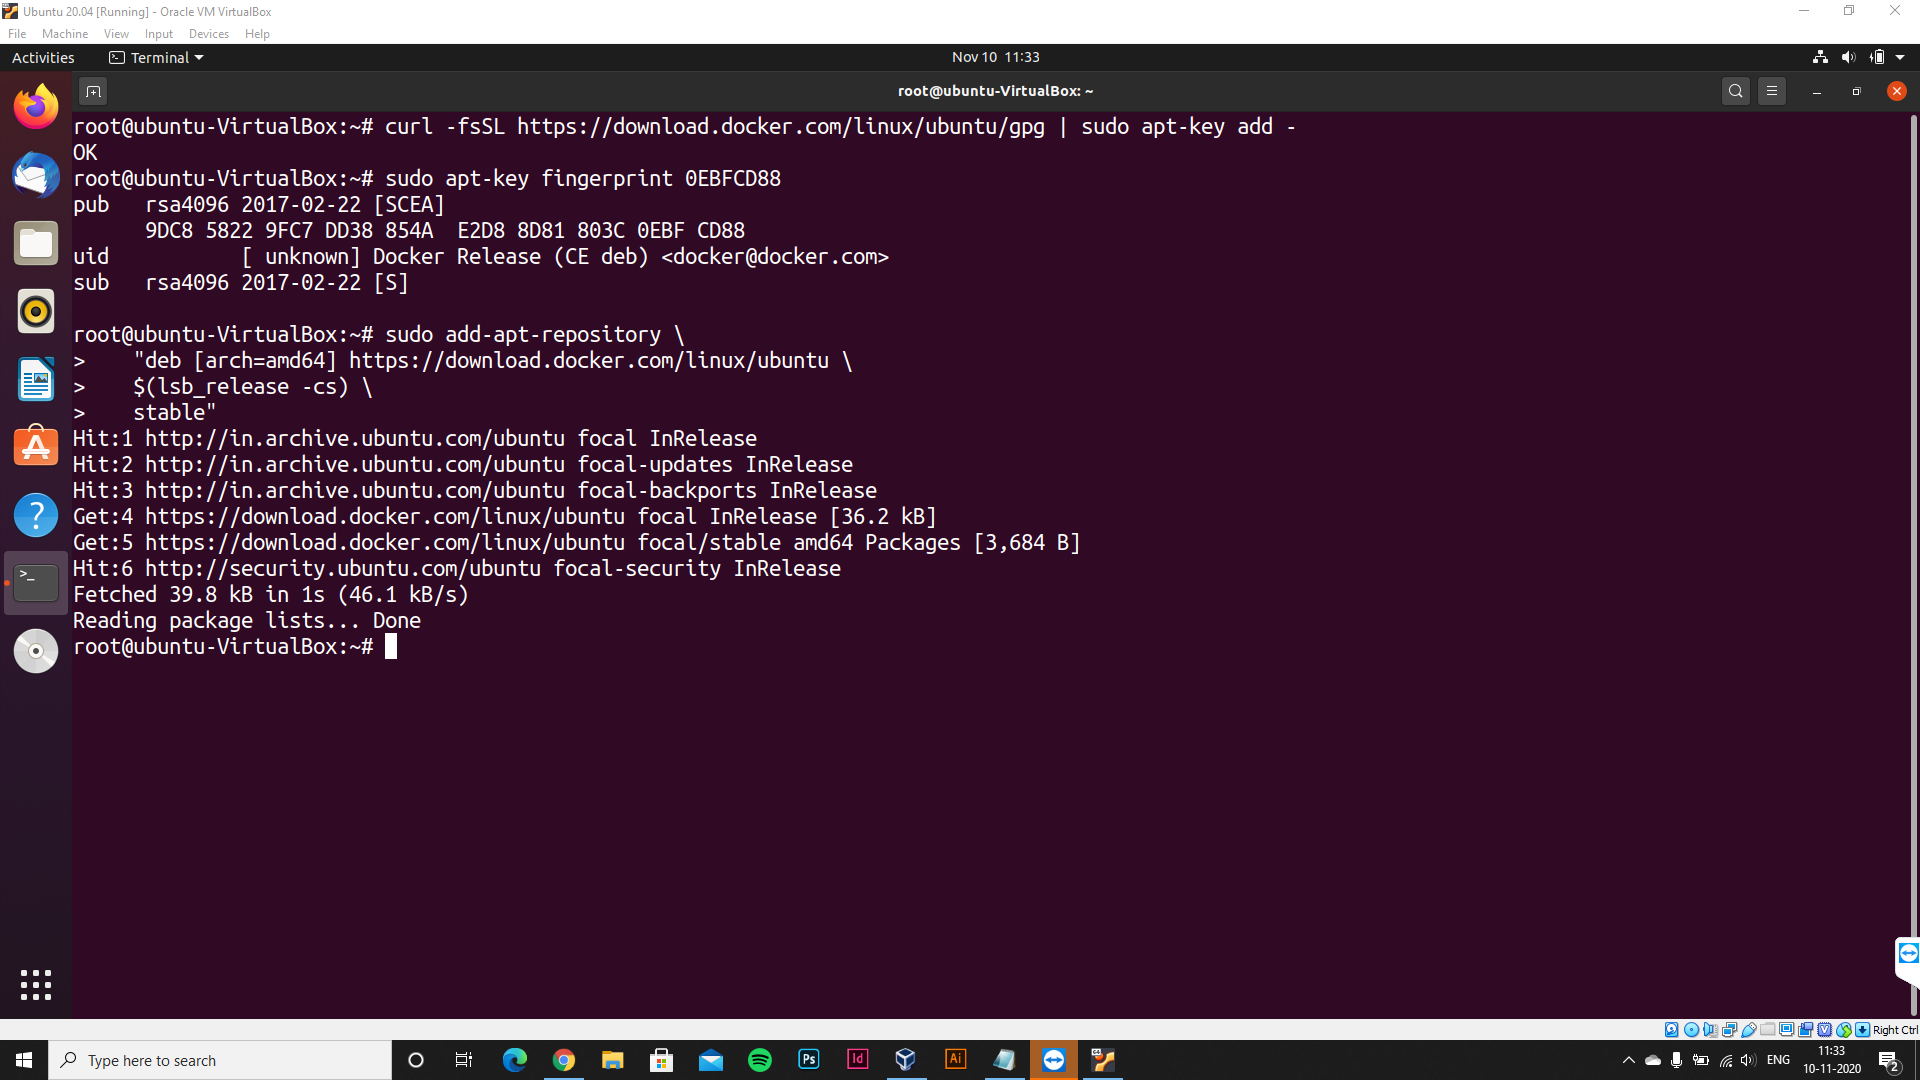 Ubuntu 20.04 [Running] - Oracle VM VirtualBox
File Machine View Input Devices Help
Activities Terminal Nov 10 11:33
root@ubuntu-VirtualBox: ~
root@ubuntu-VirtualBox:~# curl -fsSL https://download.docker.com/linux/ubuntu/gpg | sudo apt-key add -
OK
root@ubuntu-VirtualBox:~# sudo apt-key fingerprint 0EBFCD88
pub   rsa4096 2017-02-22 [SCEA]
      9DC8 5822 9FC7 DD38 854A  E2D8 8D81 803C 0EBF CD88
uid           [ unknown] Docker Release (CE deb) <docker@docker.com>
sub   rsa4096 2017-02-22 [S]
root@ubuntu-VirtualBox:~# sudo add-apt-repository \
>    "deb [arch=amd64] https://download.docker.com/linux/ubuntu \
>    $(lsb_release -cs) \
>    stable"
Hit:1 http://in.archive.ubuntu.com/ubuntu focal InRelease
Hit:2 http://in.archive.ubuntu.com/ubuntu focal-updates InRelease
Hit:3 http://in.archive.ubuntu.com/ubuntu focal-backports InRelease
Get:4 https://download.docker.com/linux/ubuntu focal InRelease [36.2 kB]
Get:5 https://download.docker.com/linux/ubuntu focal/stable amd64 Packages [3,684 B]
Hit:6 http://security.ubuntu.com/ubuntu focal-security InRelease
Fetched 39.8 kB in 1s (46.1 kB/s)
Reading package lists... Done
root@ubuntu-VirtualBox:~#
Right Ctrl
Type here to search
Ps Id Ai
ENG
11:33
10-11-2020
2